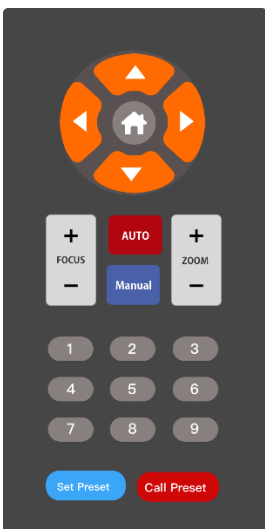 + AUTO +
FOCUS ZOOM
- Manual -
1 2 3
4 5 6
7 8 9
Set Preset Call Preset